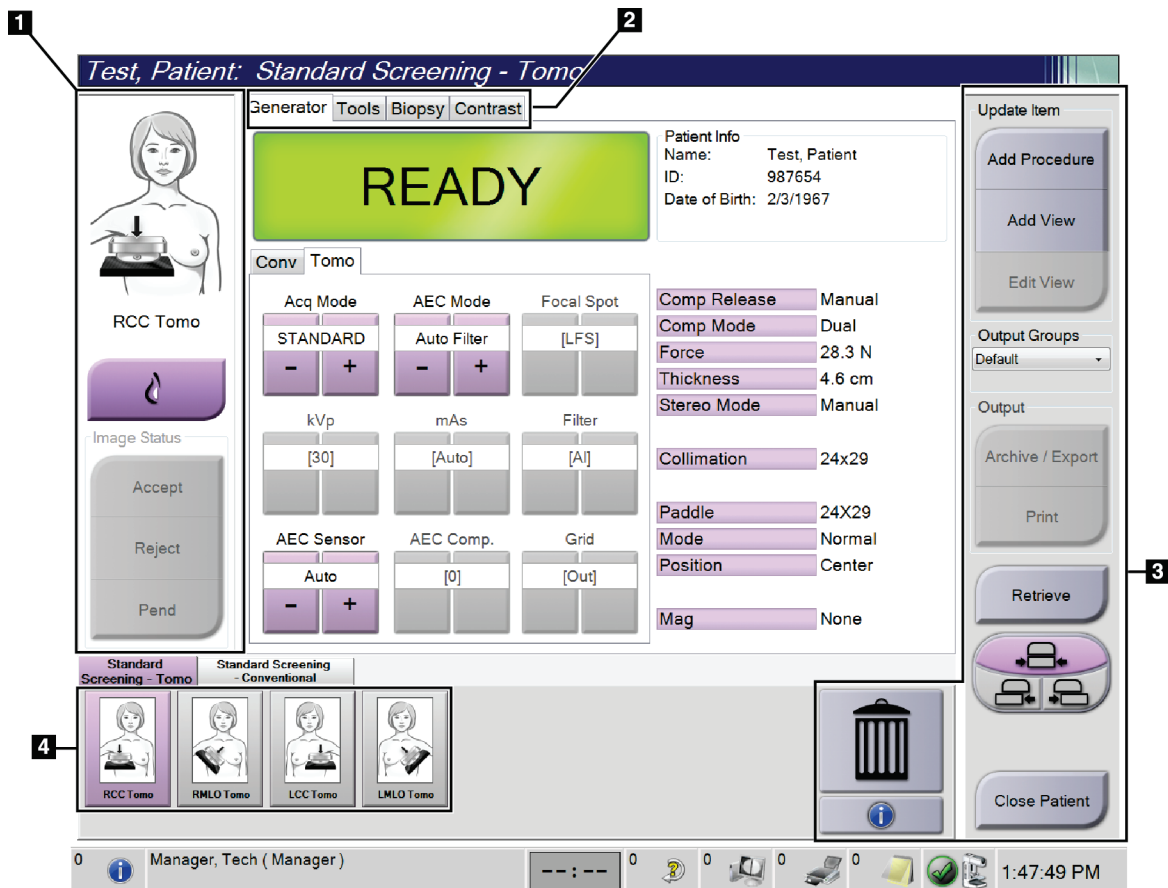 1
2
Test, Patient: Standard Screening - Tomo
Generator Tools Biopsy Contrast
READY
Patient Info
Name: Test, Patient
ID: 987654
Date of Birth: 2/3/1967
RCC Tomo
Image Status
Accept
Reject
Pend
Conv Tomo
Acq Mode AEC Mode Focal Spot
STANDARD Auto Filter [LFS]
- + - +
kVp mAs Filter
[30] [Auto] [Al]
AEC Sensor AEC Comp. Grid
Auto [0] [Out]
- +
Comp Release Manual
Comp Mode Dual
Force 28.3 N
Thickness 4.6 cm
Stereo Mode Manual
Collimation 24x29
Paddle 24X29
Mode Normal
Position Center
Mag None
Update Item
Add Procedure
Add View
Edit View
Output Groups
Default
Output
Archive / Export
Print
Retrieve
3
Close Patient
Standard
Screening - Tomo
Standard Screening
- Conventional
4
RCC Tomo RMLO Tomo LCC Tomo LMLO Tomo
0 Manager, Tech ( Manager ) --:-- 0 0 0 0 1:47:49 PM